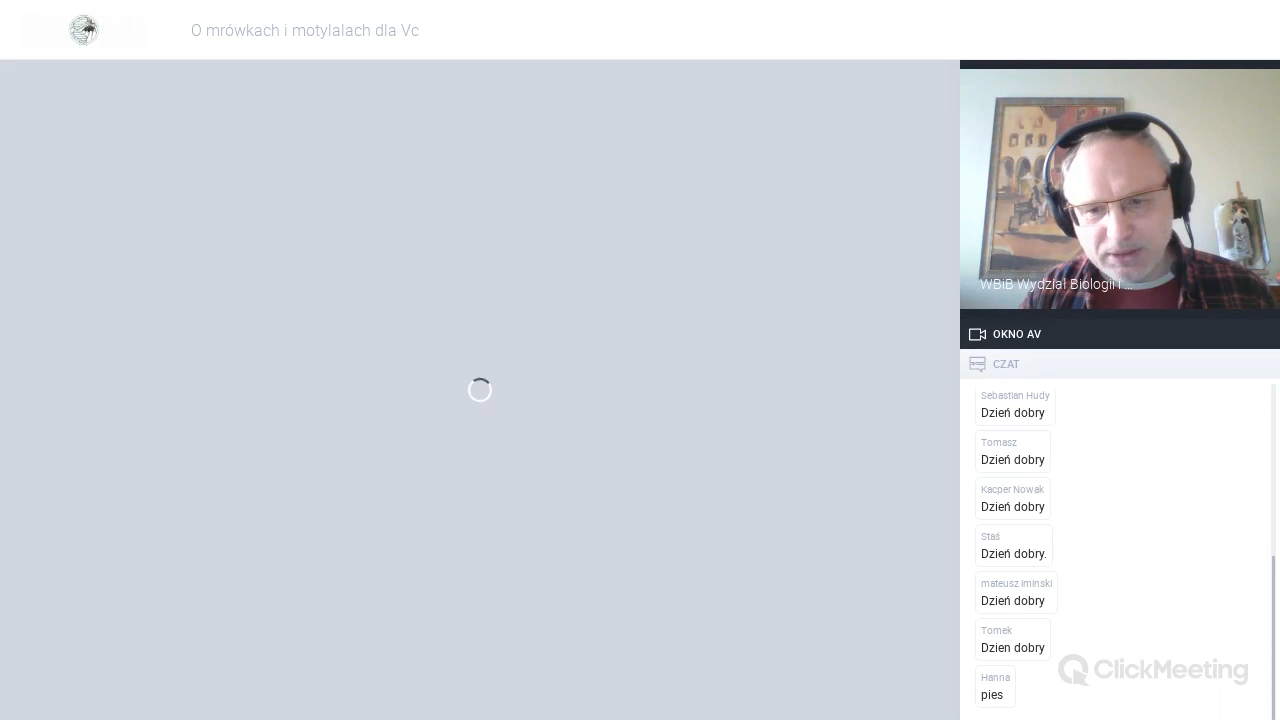 O mrówkach i motylalach dla Vc
WBiB Wydział Biologii i ...
OKNO AV
CZAT
Sebastian Hudy
Dzień dobry
Tomasz
Dzień dobry
Kacper Nowak
Dzień dobry
Staś
Dzień dobry.
mateusz iminski
Dzień dobry
Tomek
Dzien dobry
Hanna
pies
ClickMeeting